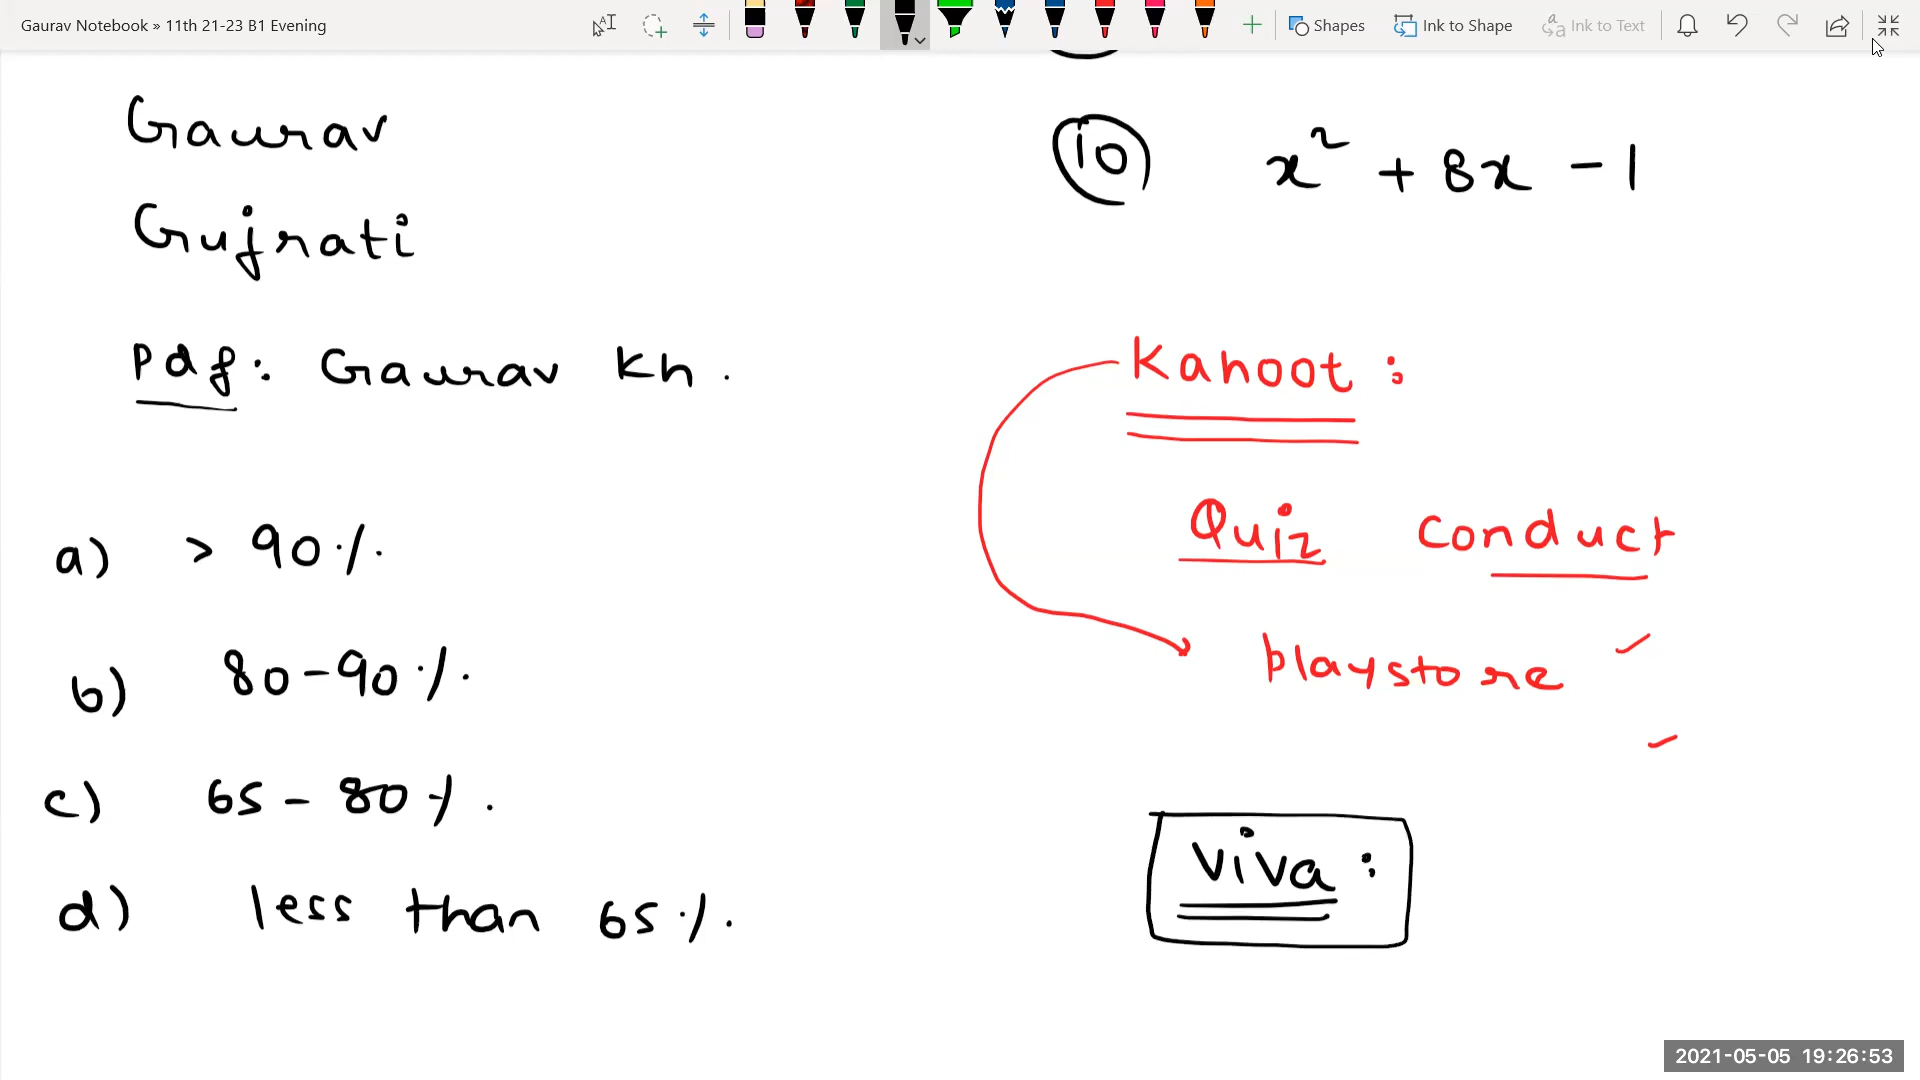 Gaurav Notebook » 11th 21-23 B1 Evening
Shapes
Ink to Shape
Ink to Text
Gaurav
Gujrati
Pdf: Gaurav Kh.
a) > 90%.
b) 80-90%.
c) 65-80%.
d) less than 65%.
10 x² + 8x - 1
Kahoot:
Quiz Conduct
playstore
Viva:
2021-05-05 19:26:53